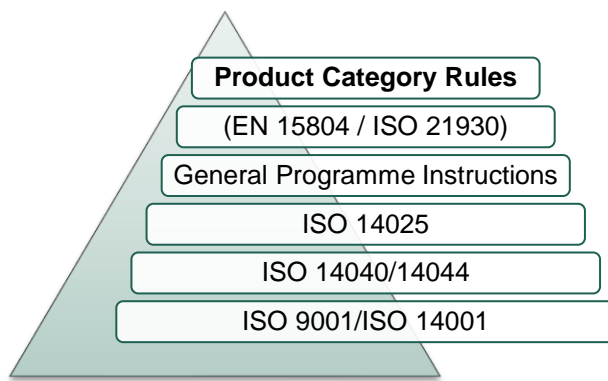 Product Category Rules
(EN 15804 / ISO 21930)
General Programme Instructions
ISO 14025
ISO 14040/14044
ISO 9001/ISO 14001